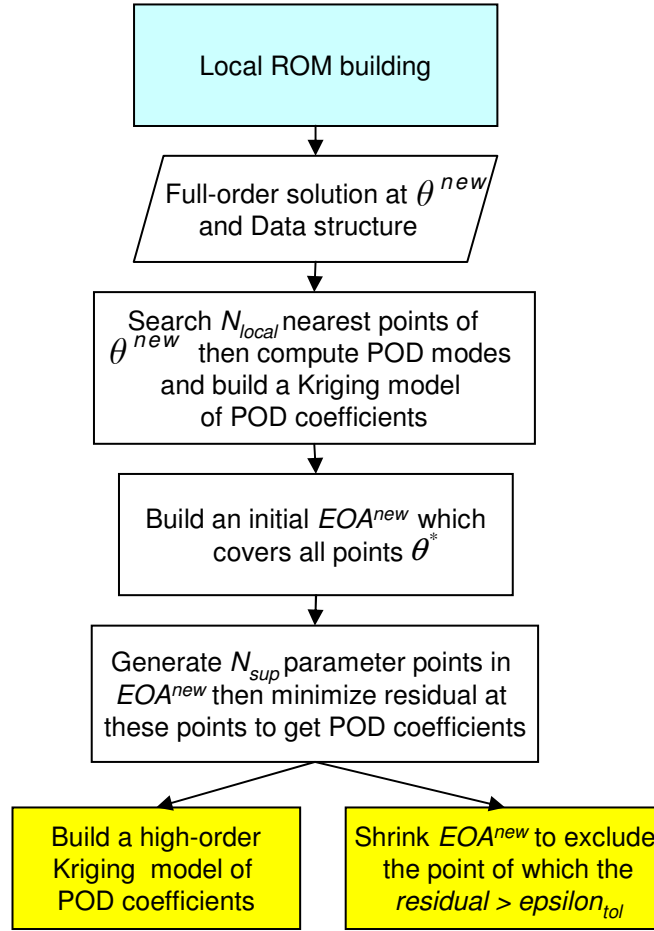 Local ROM building
Full-order solution at θ^new
and Data structure
Search N_local nearest points of
θ^new then compute POD modes
and build a Kriging model
of POD coefficients
Build an initial EOA^new which
covers all points θ^*
Generate N_sup parameter points in
EOA^new then minimize residual at
these points to get POD coefficients
Build a high-order
Kriging model of
POD coefficients
Shrink EOA^new to exclude
the point of which the
residual > epsilon_tol